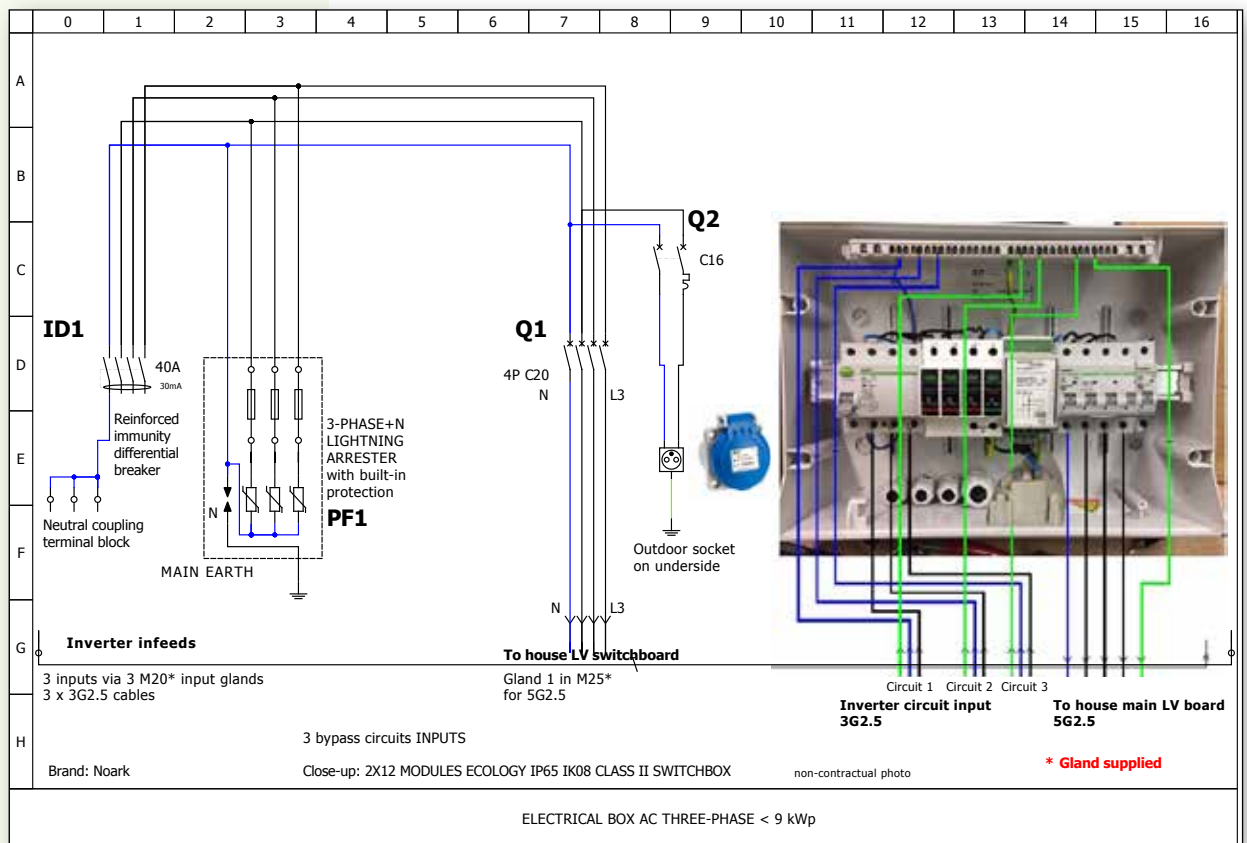 0 1 2 3 4 5 6 7 8 9 10 11 12 13 14 15 16
A
B
C
D
E
F
G
H
Q2
C16
ID1
40A
30mA
Reinforced
immunity
differential
breaker
Neutral coupling
terminal block
3-PHASE+N
LIGHTNING
ARRESTER
with built-in
protection
PF1
N
MAIN EARTH
Q1
4P C20
N L3
Outdoor socket
on underside
N L3
Inverter infeeds
3 inputs via 3 M20* input glands
3 x 3G2.5 cables
To house LV switchboard
Gland 1 in M25*
for 5G2.5
Circuit 1 Circuit 2 Circuit 3
Inverter circuit input
3G2.5
To house main LV board
5G2.5
3 bypass circuits INPUTS
Brand: Noark
Close-up: 2X12 MODULES ECOLOGY IP65 IK08 CLASS II SWITCHBOX
non-contractual photo
* Gland supplied
ELECTRICAL BOX AC THREE-PHASE < 9 kWp